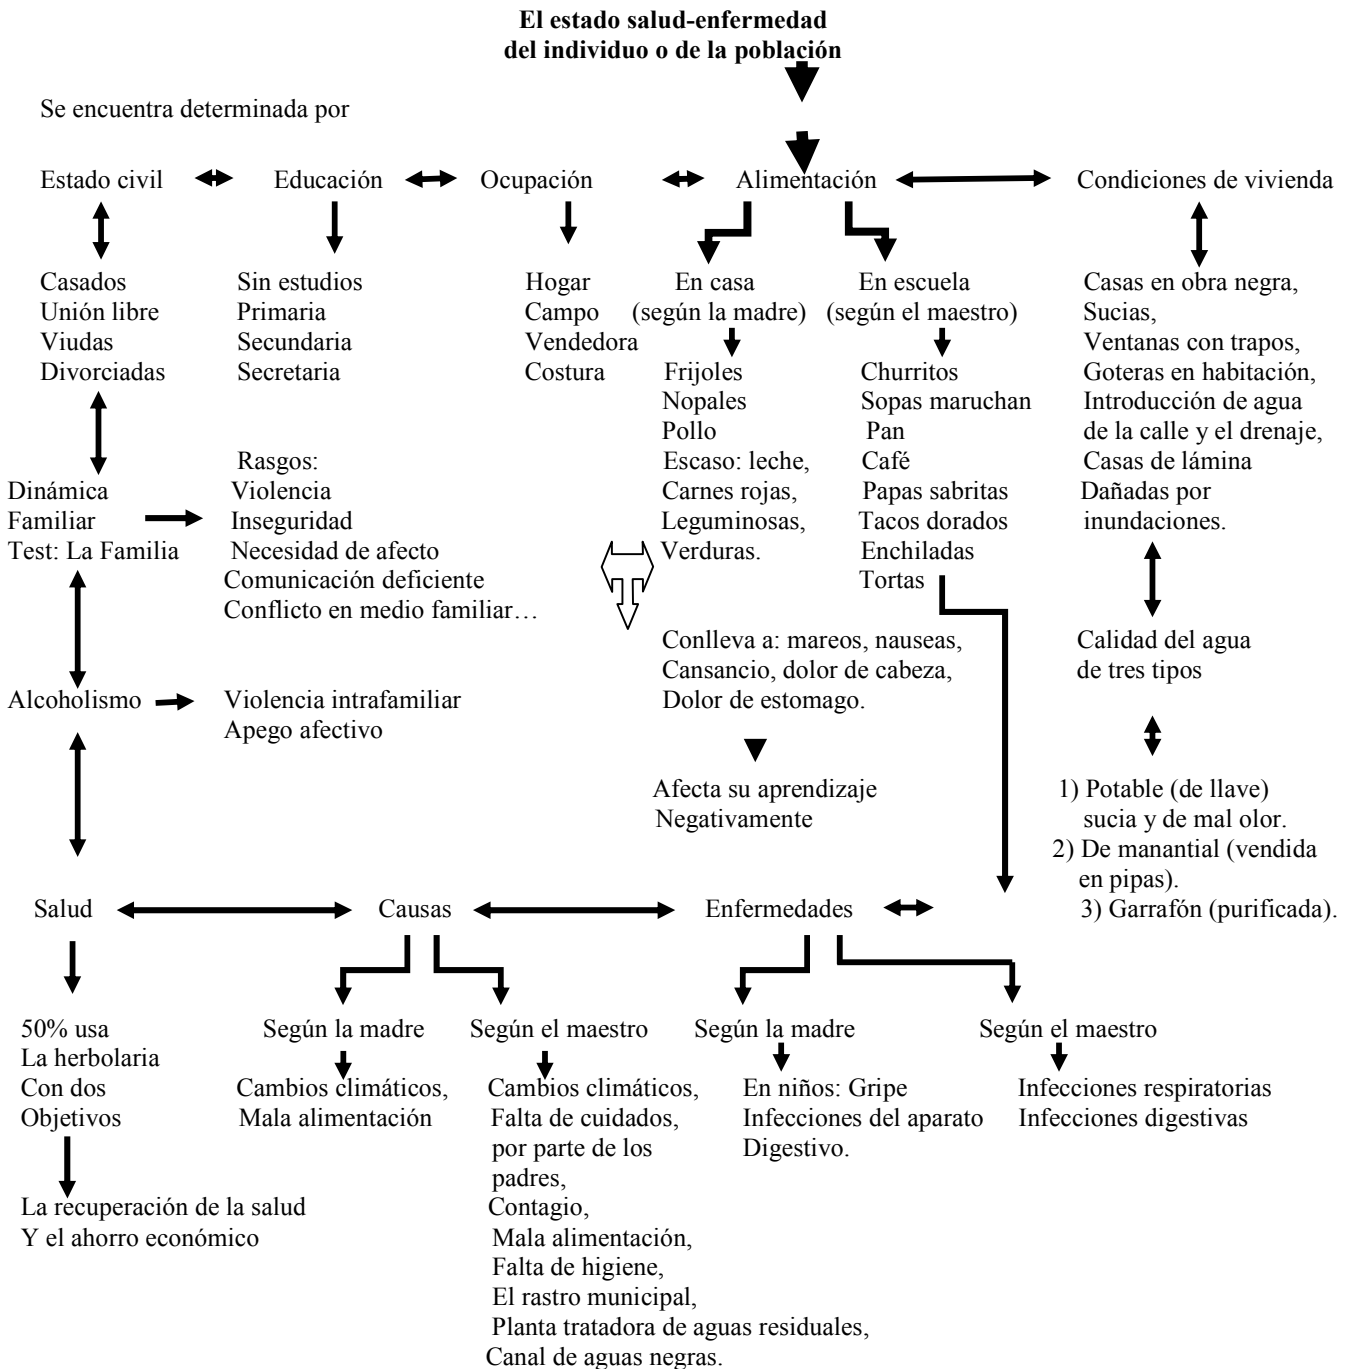 El estado salud-enfermedad
del individuo o de la población
Se encuentra determinada por
Estado civil
Educación
Ocupación
Alimentación
Condiciones de vivienda
Casados
Unión libre
Viudas
Divorciadas
Sin estudios
Primaria
Secundaria
Secretaria
Hogar
Campo
Vendedora
Costura
En casa
(según la madre)
Frijoles
Nopales
Pollo
Escaso: leche,
Carnes rojas,
Leguminosas,
Verduras.
En escuela
(según el maestro)
Churritos
Sopas maruchan
Pan
Café
Papas sabritas
Tacos dorados
Enchiladas
Tortas
Casas en obra negra,
Sucias,
Ventanas con trapos,
Goteras en habitación,
Introducción de agua
de la calle y el drenaje,
Casas de lámina
Dañadas por
inundaciones.
Dinámica
Familiar
Test: La Familia
Rasgos:
Violencia
Inseguridad
Necesidad de afecto
Comunicación deficiente
Conflicto en medio familiar…
Conlleva a: mareos, nauseas,
Cansancio, dolor de cabeza,
Dolor de estomago.
Calidad del agua
de tres tipos
Alcoholismo
Violencia intrafamiliar
Apego afectivo
Afecta su aprendizaje
Negativamente
1) Potable (de llave)
sucia y de mal olor.
2) De manantial (vendida
en pipas).
3) Garrafón (purificada).
Salud
Causas
Enfermedades
50% usa
La herbolaria
Con dos
Objetivos
La recuperación de la salud
Y el ahorro económico
Según la madre
Cambios climáticos,
Mala alimentación
Según el maestro
Cambios climáticos,
Falta de cuidados,
por parte de los
padres,
Contagio,
Mala alimentación,
Falta de higiene,
El rastro municipal,
Planta tratadora de aguas residuales,
Canal de aguas negras.
Según la madre
En niños: Gripe
Infecciones del aparato
Digestivo.
Según el maestro
Infecciones respiratorias
Infecciones digestivas